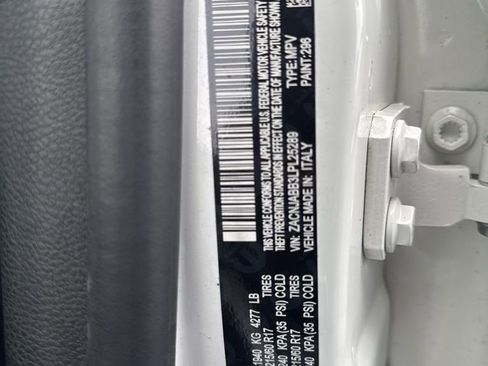 THIS VEHICLE CONFORMS TO ALL APPLICABLE U.S. FEDERAL MOTOR VEHICLE SAFETY
THEFT PREVENTION STANDARDS IN EFFECT ON THE DATE OF MANUFACTURE SHOWN
VIN: ZACNJABB3LPL25289 TYPE: MPV
VEHICLE MADE IN: ITALY PAINT: 296
1940 KG 4277 LB
TIRES
215/60 R17
240 KPA(35 PSI) COLD
TIRES
215/60 R17
240 KPA(35 PSI) COLD